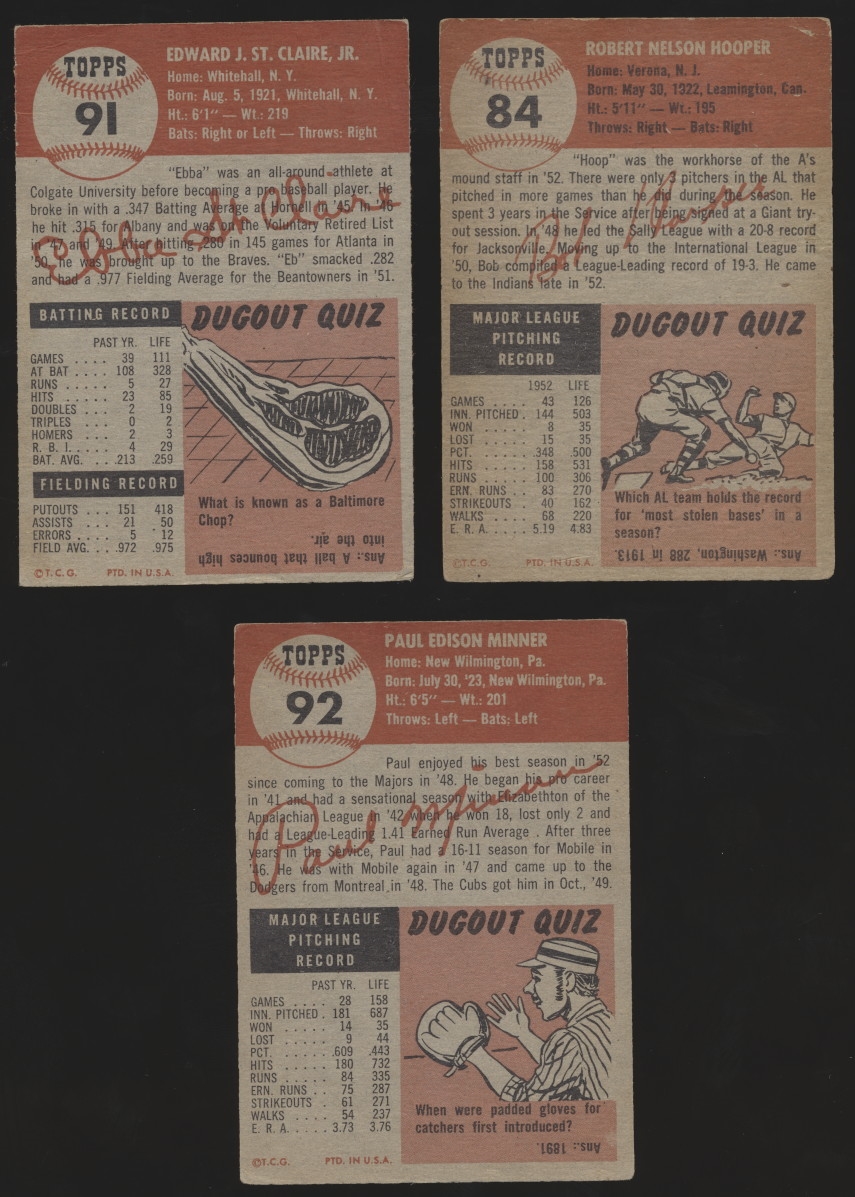 TOPPS
91
EDWARD J. ST. CLAIRE, JR.
Home: Whitehall, N. Y.
Born: Aug. 5, 1921, Whitehall, N. Y.
Ht.: 6'1" — Wt.: 219
Bats: Right or Left — Throws: Right
"Ebba" was an all-around athlete at
Colgate University before becoming a pro baseball player. He
broke in with a .347 Batting Average at Hornell in '45. In '46
he hit .315 for Albany and was on the Voluntary Retired List
in '47 and '49. After hitting .280 in 145 games for Atlanta in
'50, he was brought up to the Braves. "Eb" smacked .282
and had a .977 Fielding Average for the Beantowners in '51.
Ebba St. Claire
BATTING RECORD
PAST YR. LIFE
GAMES .... 39 111
AT BAT .... 108 328
RUNS .... 5 27
HITS .... 23 85
DOUBLES .... 2 19
TRIPLES .... 0 2
HOMERS .... 2 3
R. B. I. .... 4 29
BAT. AVG. ... .213 .259
FIELDING RECORD
PUTOUTS .... 151 418
ASSISTS .... 21 50
ERRORS .... 5 12
FIELD AVG. .. .972 .975
©T.C.G. PTD. IN U.S.A.
DUGOUT QUIZ
What is known as a Baltimore
Chop?
Ans.: A ball that bounces high
into the air.
TOPPS
84
ROBERT NELSON HOOPER
Home: Verona, N. J.
Born: May 30, 1922, Leamington, Can.
Ht.: 5'11" — Wt.: 195
Throws: Right — Bats: Right
"Hoop" was the workhorse of the A's
mound staff in '52. There were only 3 pitchers in the AL that
pitched in more games than he did during the season. He
spent 3 years in the Service after being signed at a Giant try-
out session. In '48 he led the Sally League with a 20-8 record
for Jacksonville. Moving up to the International League in
'50, Bob compiled a League-Leading record of 19-3. He came
to the Indians late in '52.
Bob Hooper
MAJOR LEAGUE
PITCHING
RECORD
1952 LIFE
GAMES .... 43 126
INN. PITCHED . 144 503
WON .... 8 35
LOST .... 15 35
PCT. .... .348 .500
HITS .... 158 531
RUNS .... 100 306
ERN. RUNS .. 83 270
STRIKEOUTS . 40 162
WALKS .... 68 220
E. R. A. .... 5.19 4.83
©T.C.G. PTD. IN U.S.A.
DUGOUT QUIZ
Which AL team holds the record
for 'most stolen bases' in a
season?
Ans.: Washington, 288 in 1913.
TOPPS
92
PAUL EDISON MINNER
Home: New Wilmington, Pa.
Born: July 30, '23, New Wilmington, Pa.
Ht.: 6'5" — Wt.: 201
Throws: Left — Bats: Left
Paul enjoyed his best season in '52
since coming to the Majors in '48. He began his pro career
in '41 and had a sensational season with Elizabethton of the
Appalachian League in '42 when he won 18, lost only 2 and
had a League-Leading 1.41 Earned Run Average . After three
years in the Service, Paul had a 16-11 season for Mobile in
'46. He was with Mobile again in '47 and came up to the
Dodgers from Montreal in '48. The Cubs got him in Oct., '49.
Paul Minner
MAJOR LEAGUE
PITCHING
RECORD
PAST YR. LIFE
GAMES .... 28 158
INN. PITCHED . 181 687
WON .... 14 35
LOST .... 9 44
PCT. .... .609 .443
HITS .... 180 732
RUNS .... 84 335
ERN. RUNS .. 75 287
STRIKEOUTS . 61 271
WALKS .... 54 237
E. R. A. .... 3.73 3.76
©T.C.G. PTD. IN U.S.A.
DUGOUT QUIZ
When were padded gloves for
catchers first introduced?
Ans.: 1891.